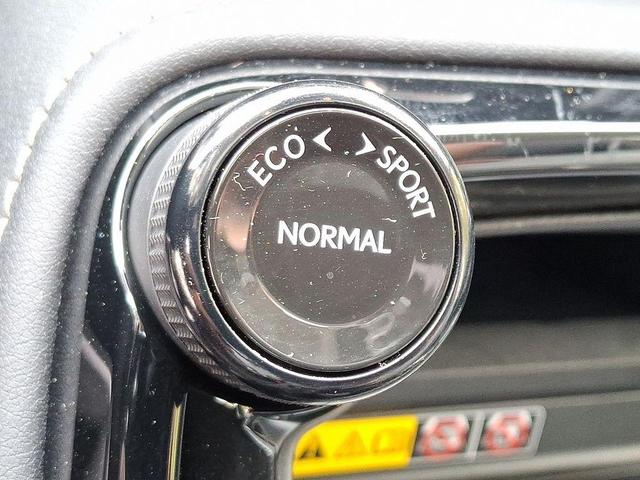 ECO < > SPORT
NORMAL